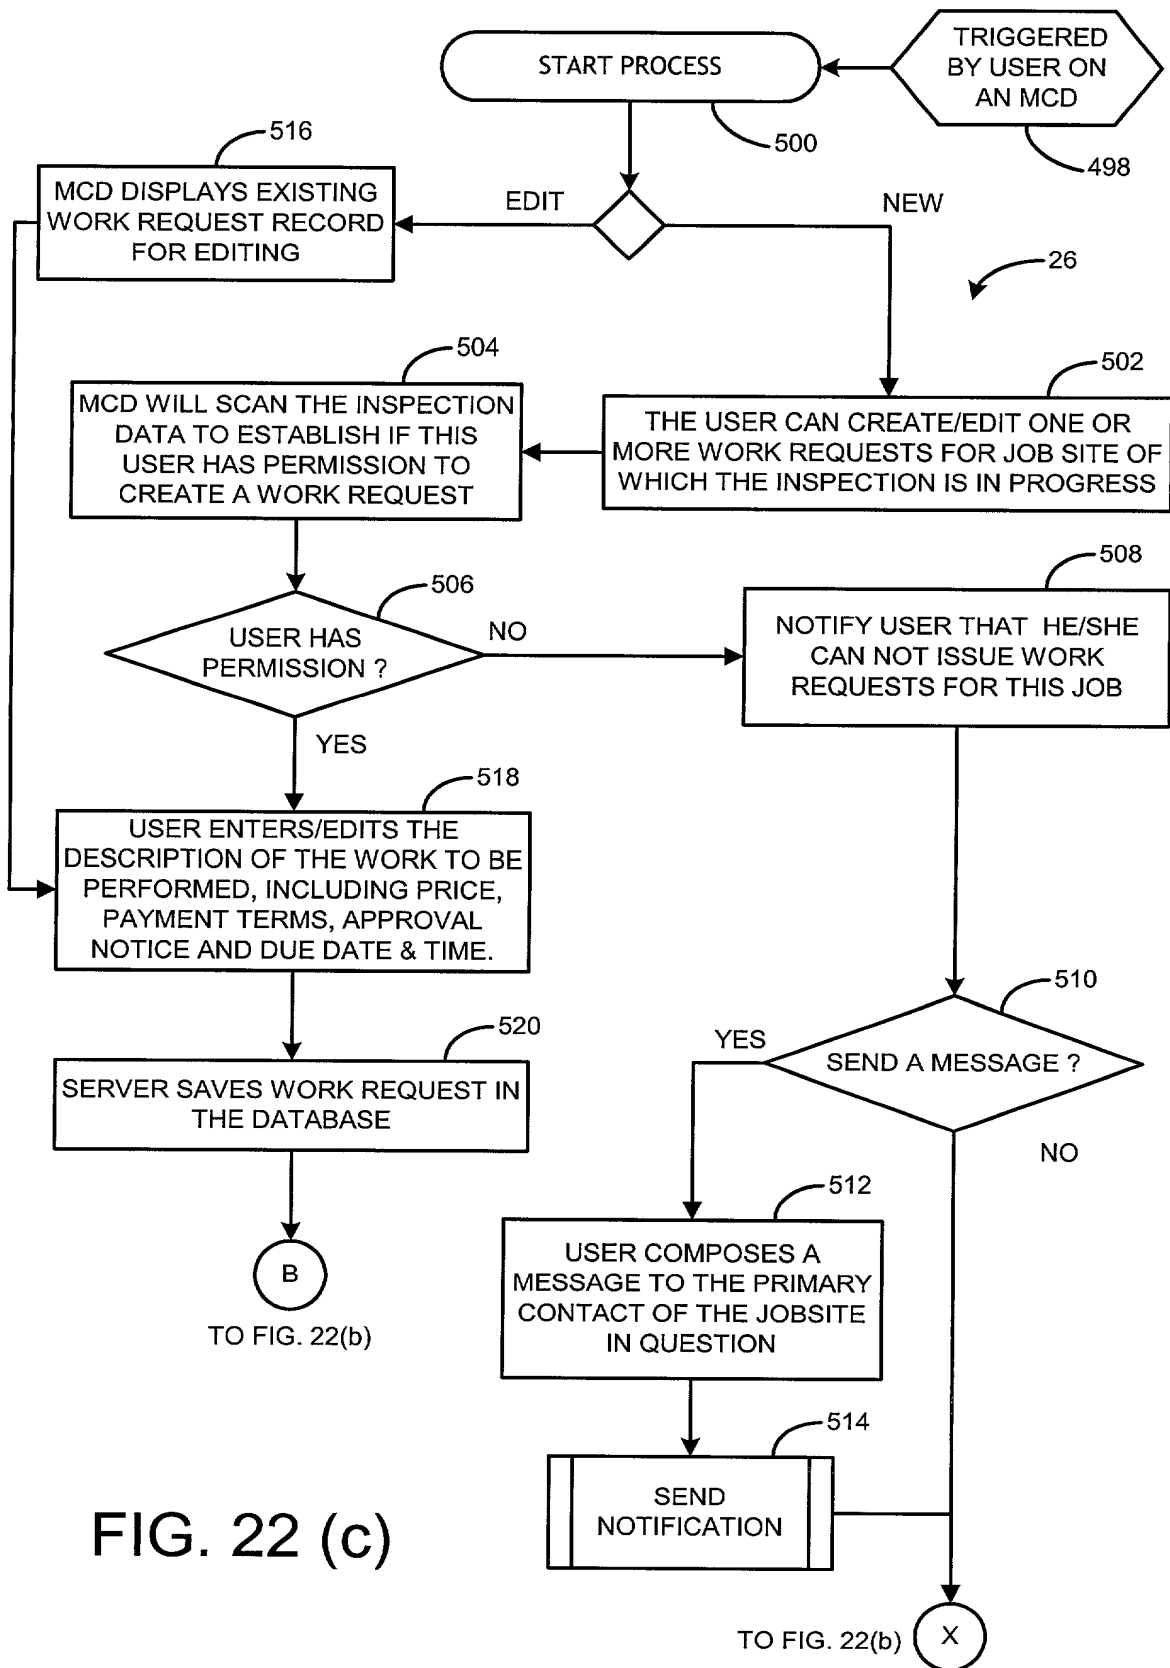 START PROCESS
TRIGGERED
BY USER ON
AN MCD
500
498
516
MCD DISPLAYS EXISTING
WORK REQUEST RECORD
FOR EDITING
EDIT
NEW
26
504
MCD WILL SCAN THE INSPECTION
DATA TO ESTABLISH IF THIS
USER HAS PERMISSION TO
CREATE A WORK REQUEST
502
THE USER CAN CREATE/EDIT ONE OR
MORE WORK REQUESTS FOR JOB SITE OF
WHICH THE INSPECTION IS IN PROGRESS
506
USER HAS
PERMISSION ?
NO
YES
508
NOTIFY USER THAT HE/SHE
CAN NOT ISSUE WORK
REQUESTS FOR THIS JOB
518
USER ENTERS/EDITS THE
DESCRIPTION OF THE WORK TO BE
PERFORMED, INCLUDING PRICE,
PAYMENT TERMS, APPROVAL
NOTICE AND DUE DATE & TIME.
510
SEND A MESSAGE ?
YES
NO
520
SERVER SAVES WORK REQUEST IN
THE DATABASE
B
TO FIG. 22(b)
512
USER COMPOSES A
MESSAGE TO THE PRIMARY
CONTACT OF THE JOBSITE
IN QUESTION
514
SEND
NOTIFICATION
FIG. 22 (c)
TO FIG. 22(b)
X